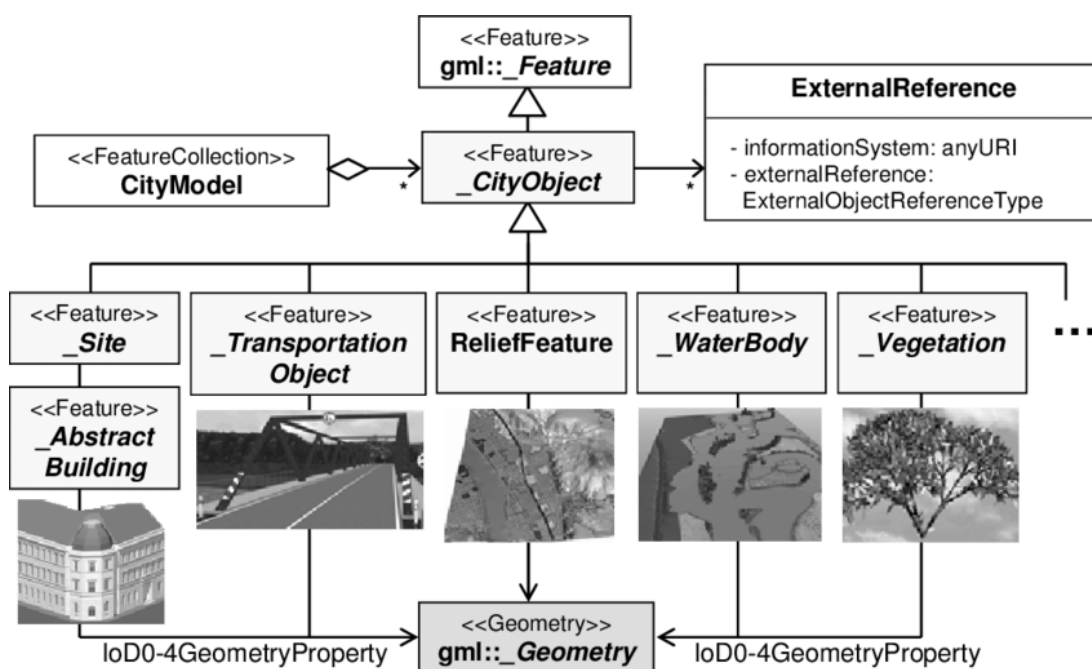 <<Feature>>
gml::_Feature
<<FeatureCollection>>
CityModel
*
<<Feature>>
_CityObject
*
ExternalReference
- informationSystem: anyURI
- externalReference:
ExternalObjectReferenceType
<<Feature>>
_Site
<<Feature>>
_Transportation
Object
<<Feature>>
ReliefFeature
<<Feature>>
_WaterBody
<<Feature>>
_Vegetation
...
<<Feature>>
_Abstract
Building
loD0-4GeometryProperty
<<Geometry>>
gml::_Geometry
loD0-4GeometryProperty